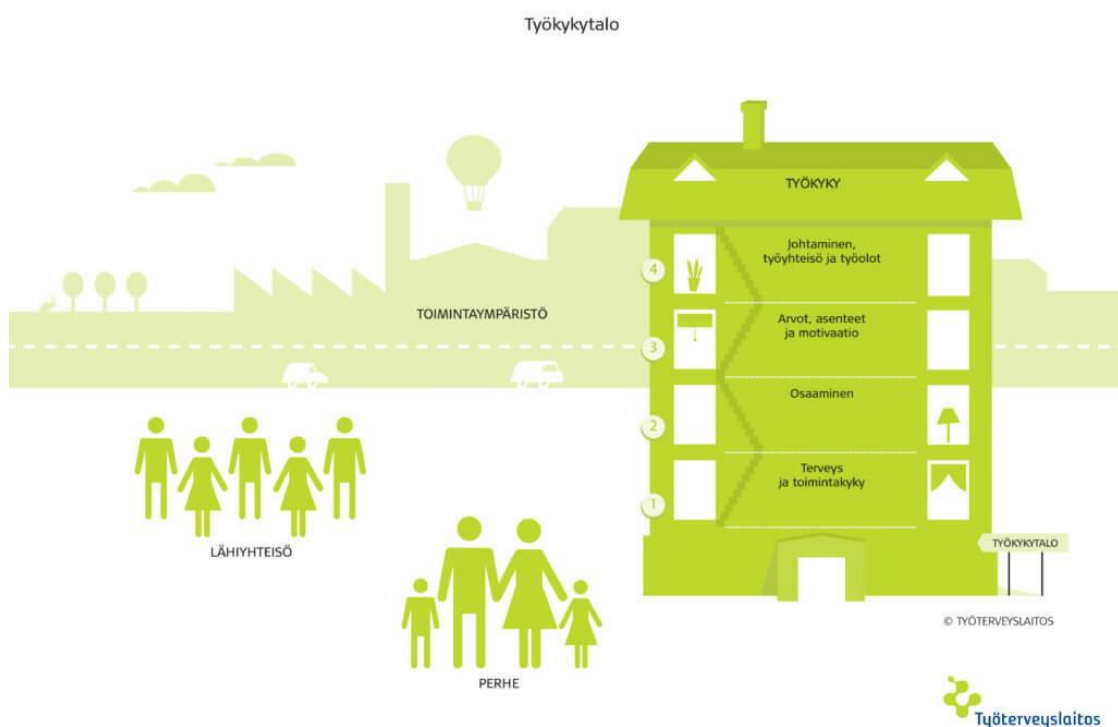 Työkykytalo
TYÖKYKY
4
Johtaminen,
työyhteisö ja työolot
TOIMINTAYMPÄRISTÖ
3
Arvot, asenteet
ja motivaatio
2
Osaaminen
1
Terveys
ja toimintakyky
LÄHIYHTEISÖ
TYÖKYKYTALO
© TYÖTERVEYSLAITOS
PERHE
Työterveyslaitos